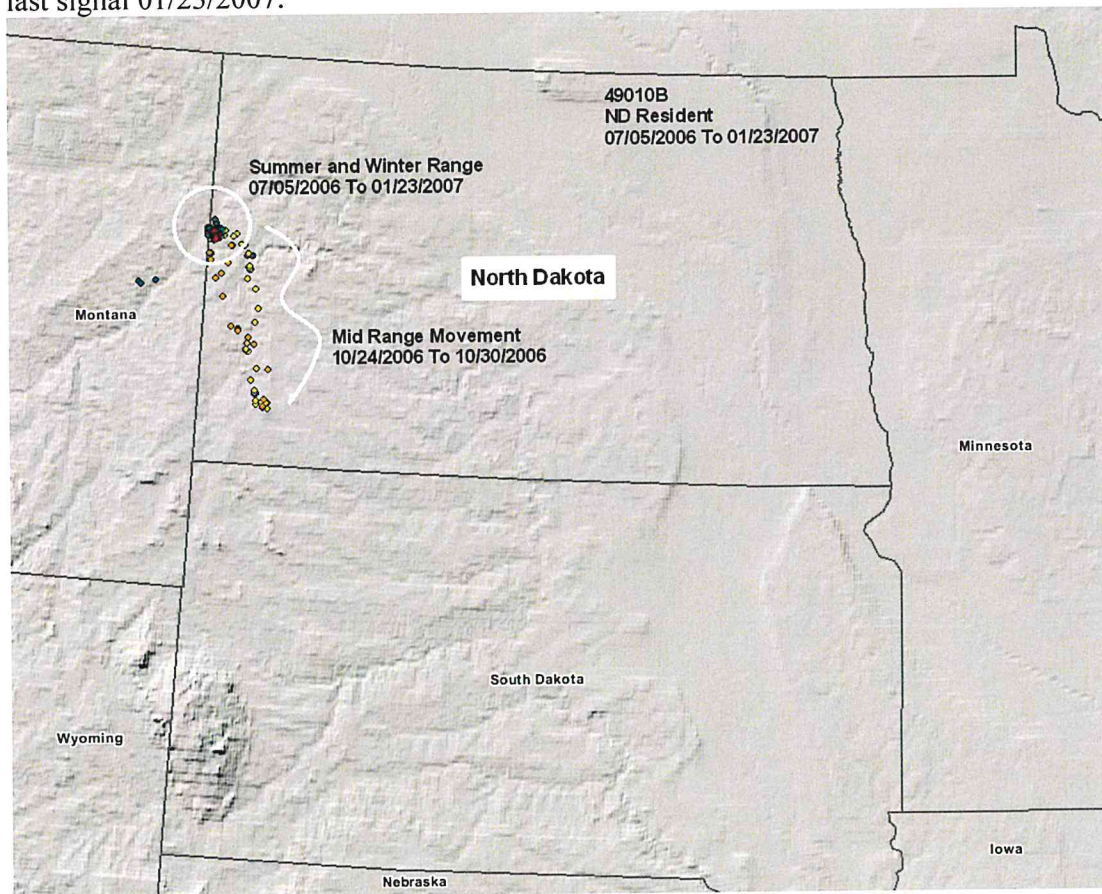 last signal 01/23/2007.
49010B
ND Resident
07/05/2006 To 01/23/2007
Summer and Winter Range
07/05/2006 To 01/23/2007
North Dakota
Montana
Mid Range Movement
10/24/2006 To 10/30/2006
Minnesota
South Dakota
Wyoming
Iowa
Nebraska